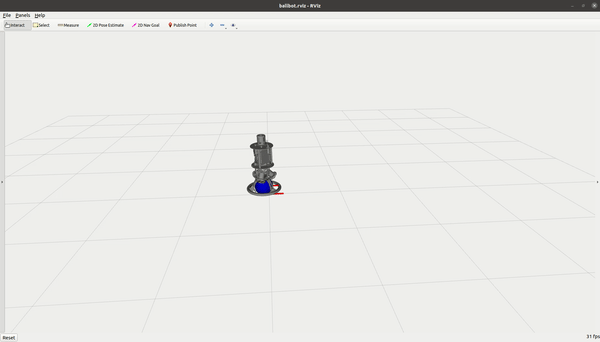 ballbot.rviz - RViz
File Panels Help
Interact Select Measure 2D Pose Estimate 2D Nav Goal Publish Point
Reset 31 fps